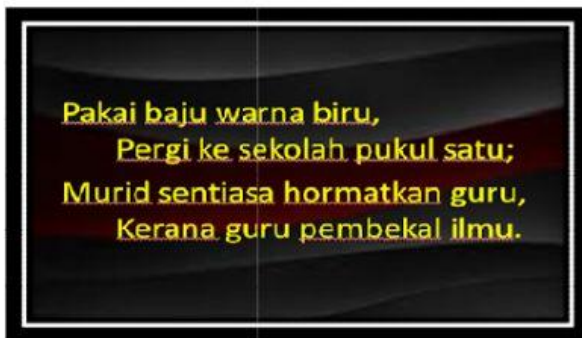 Pakai baju warna biru,
Pergi ke sekolah pukul satu;
Murid sentiasa hormatkan guru,
Kerana guru pembekal ilmu.